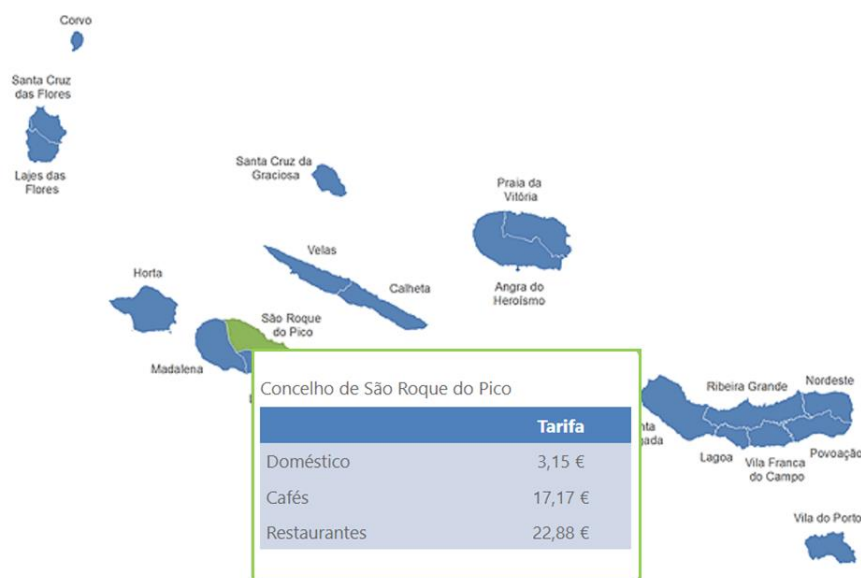 Corvo
Santa Cruz
das Flores
Lajes das
Flores
Santa Cruz da
Graciosa
Praia da
Vitória
Angra do
Heroísmo
Velas
Calheta
Horta
São Roque
do Pico
Madalena
Concelho de São Roque do Pico
Tarifa
Doméstico 3,15 €
Cafés 17,17 €
Restaurantes 22,88 €
Ribeira Grande
Nordeste
Lagoa
Vila Franca
do Campo
Povoação
Vila do Porto